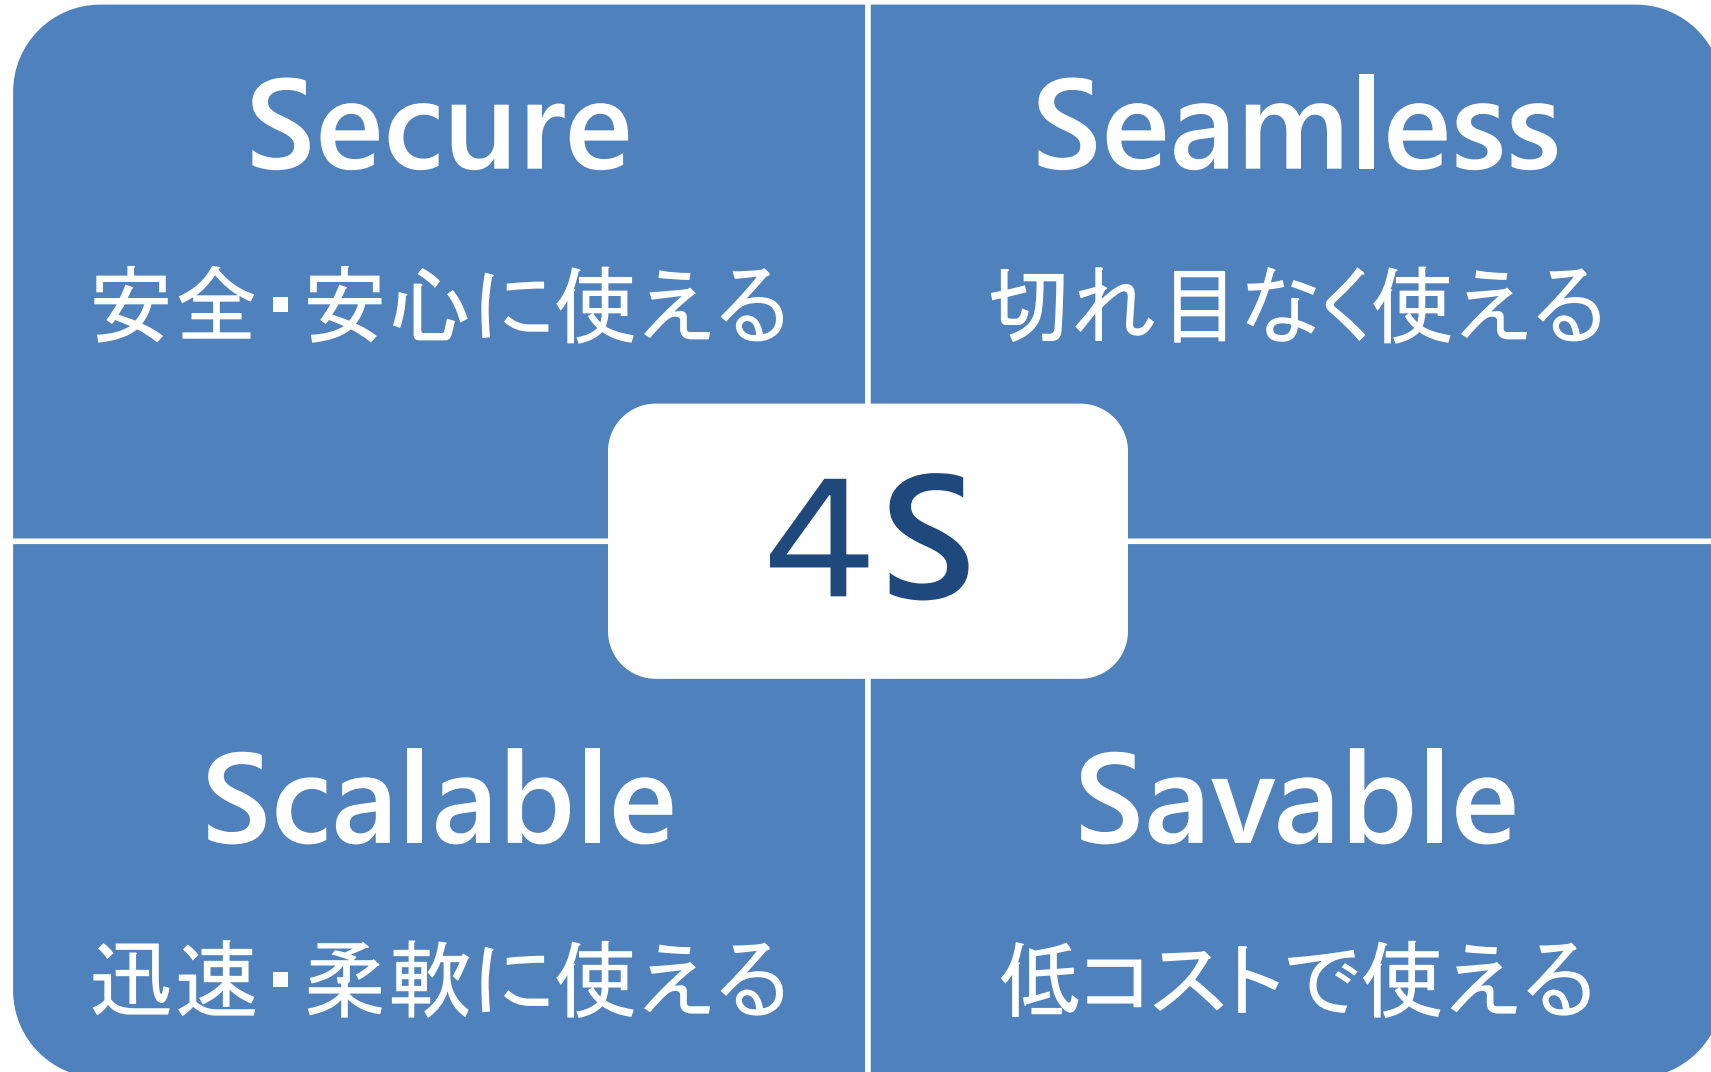 Secure
安全・安心に使える
Seamless
切れ目なく使える
4S
Scalable
迅速・柔軟に使える
Savable
低コストで使える